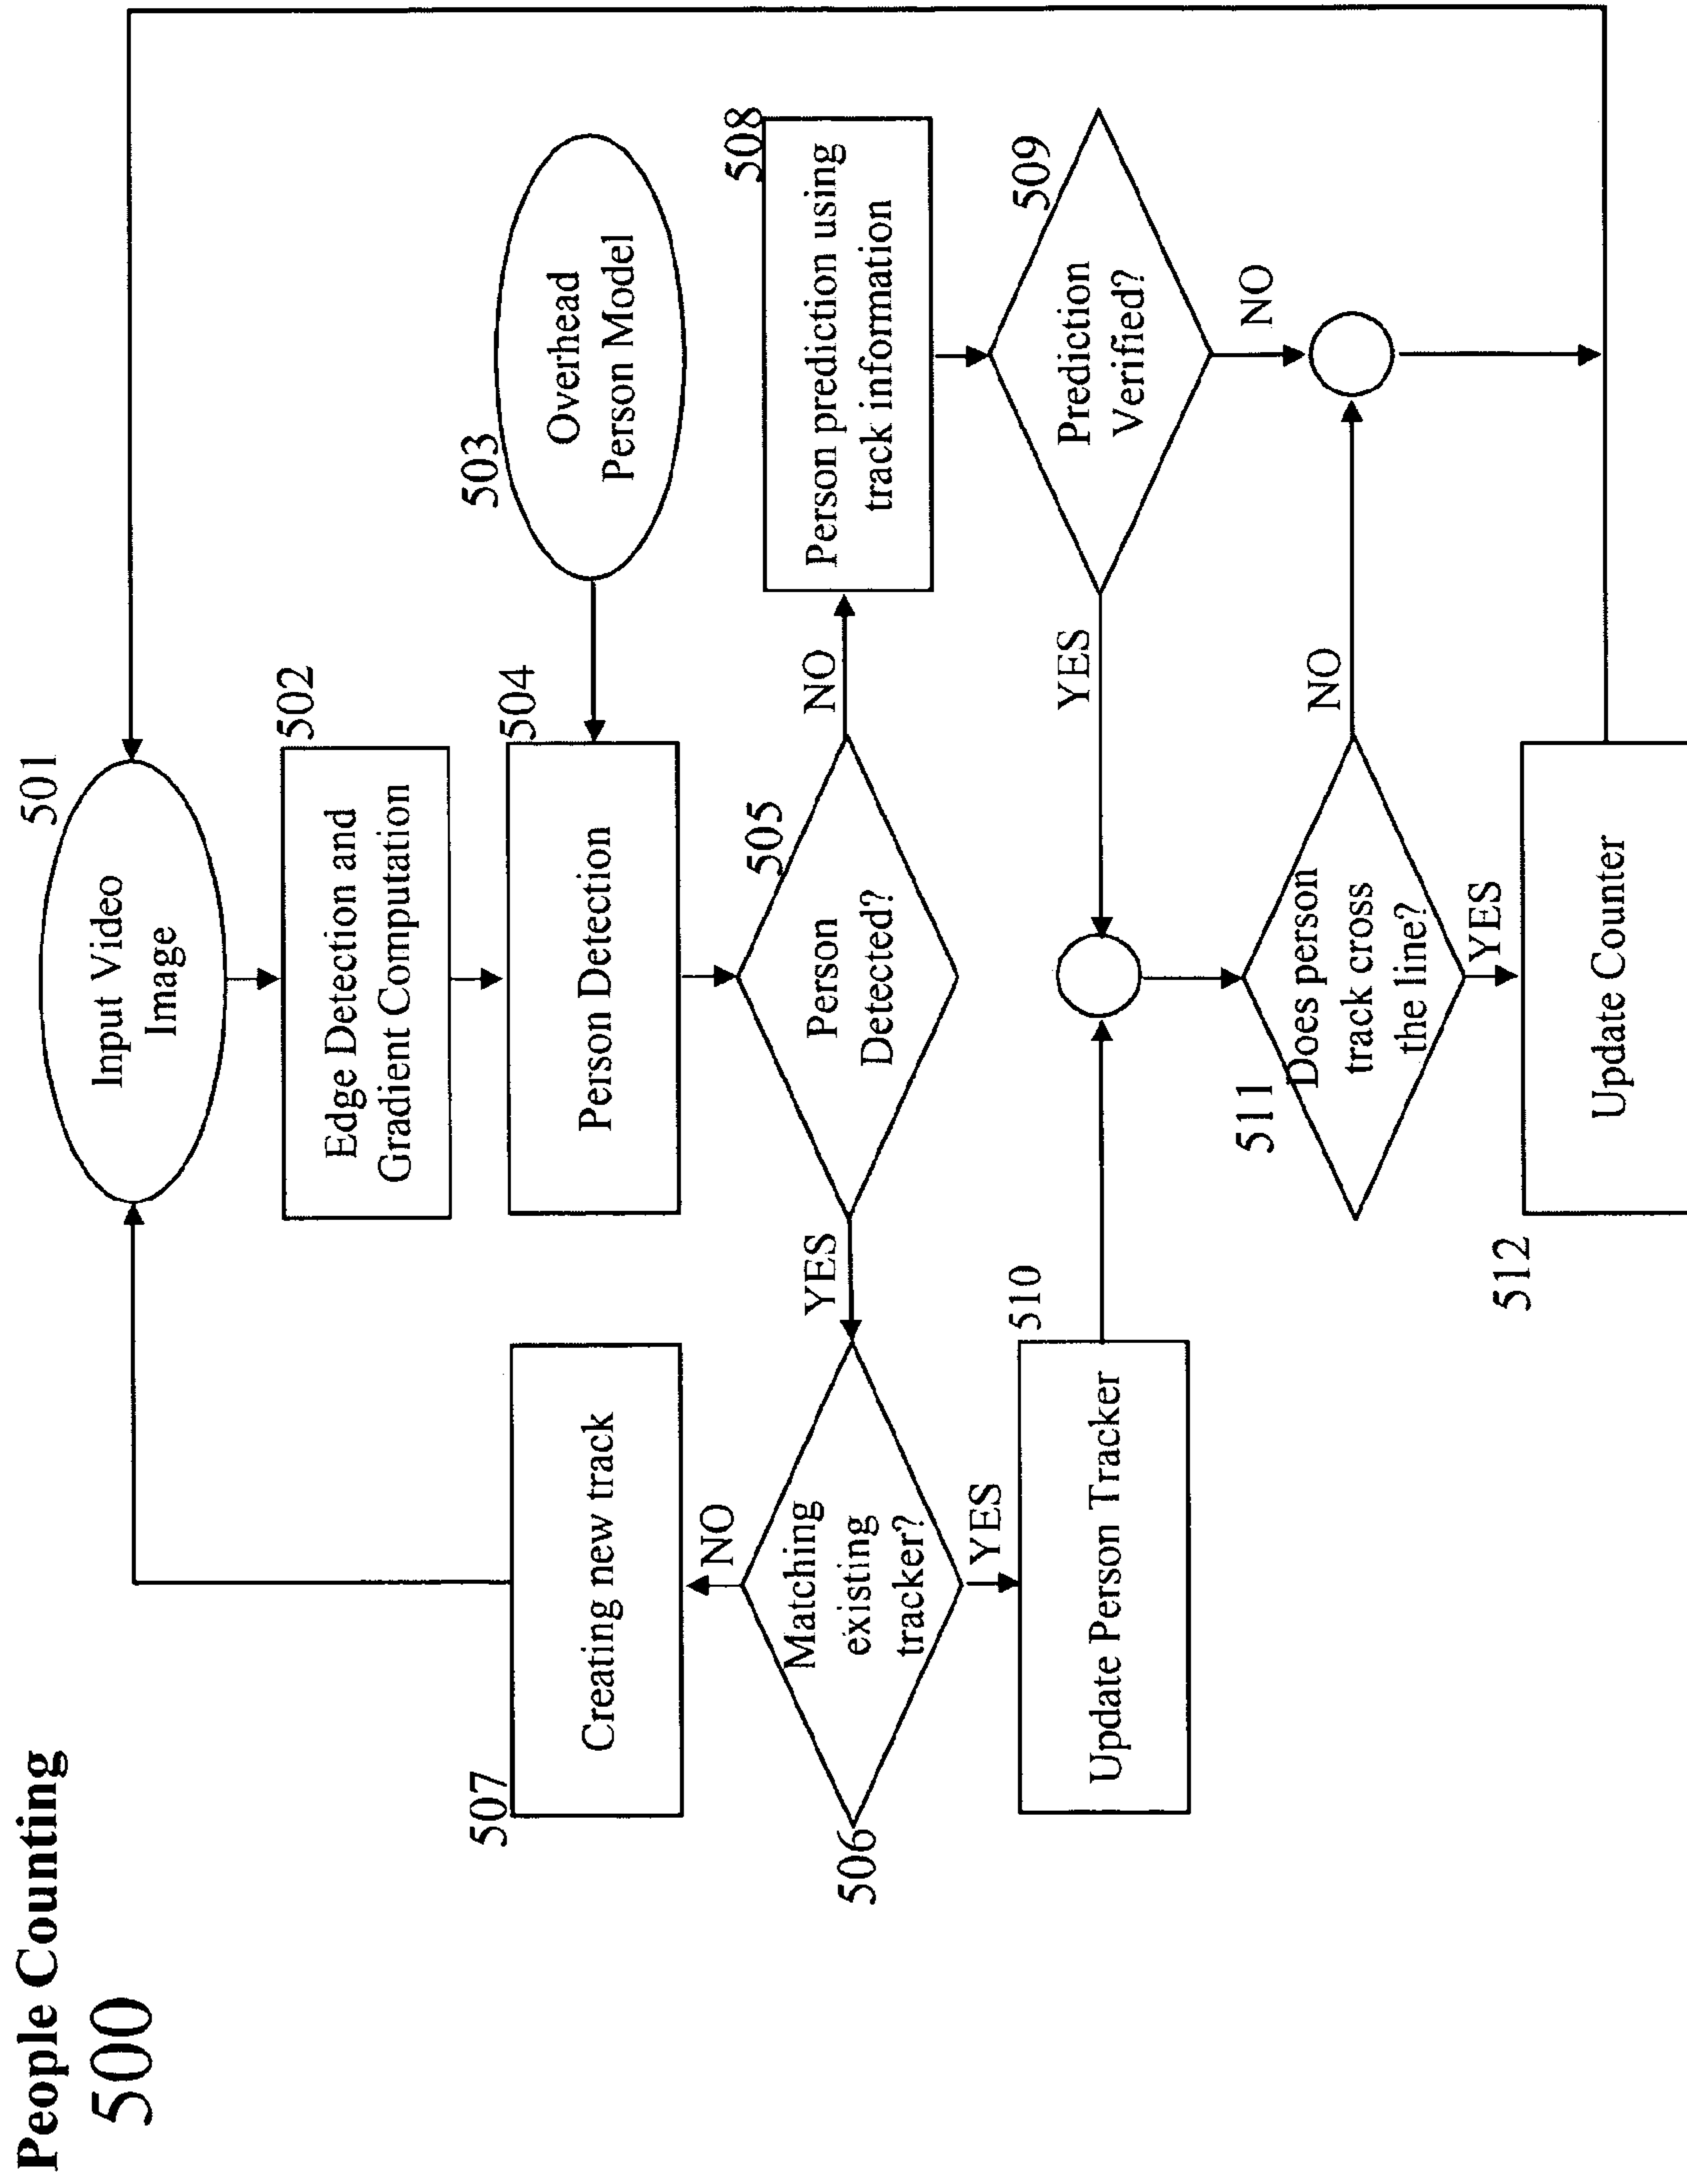 People Counting
500
501
Input Video
Image
502
Edge Detection and
Gradient Computation
503
Overhead
Person Model
504
Person Detection
505
Person
Detected?
YES
NO
506
Matching
existing
tracker?
NO
YES
507
Creating new track
508
Person prediction using
track information
509
Prediction
Verified?
YES
NO
510
Update Person Tracker
511
Does person
track cross
the line?
NO
YES
512
Update Counter